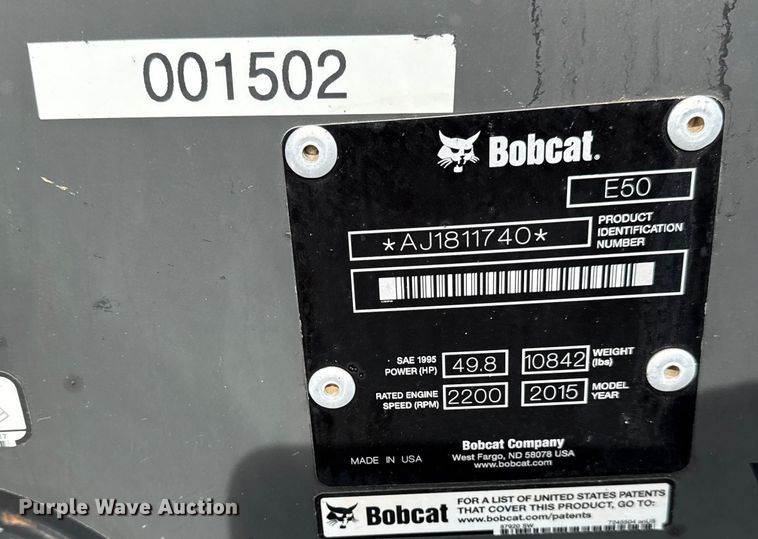 001502
Bobcat.
E50
*AJ1811740*
PRODUCT
IDENTIFICATION
NUMBER
SAE 1995
POWER (HP)
49.8
10842
WEIGHT
(lbs)
RATED ENGINE
SPEED (RPM)
2200
2015
MODEL
YEAR
Bobcat Company
MADE IN USA
West Fargo, ND 58078 USA
www.bobcat.com
Bobcat
FOR A LIST OF UNITED STATES PATENTS
THAT COVER THIS PRODUCT, GO TO:
www.bobcat.com/patents
Purple Wave Auction